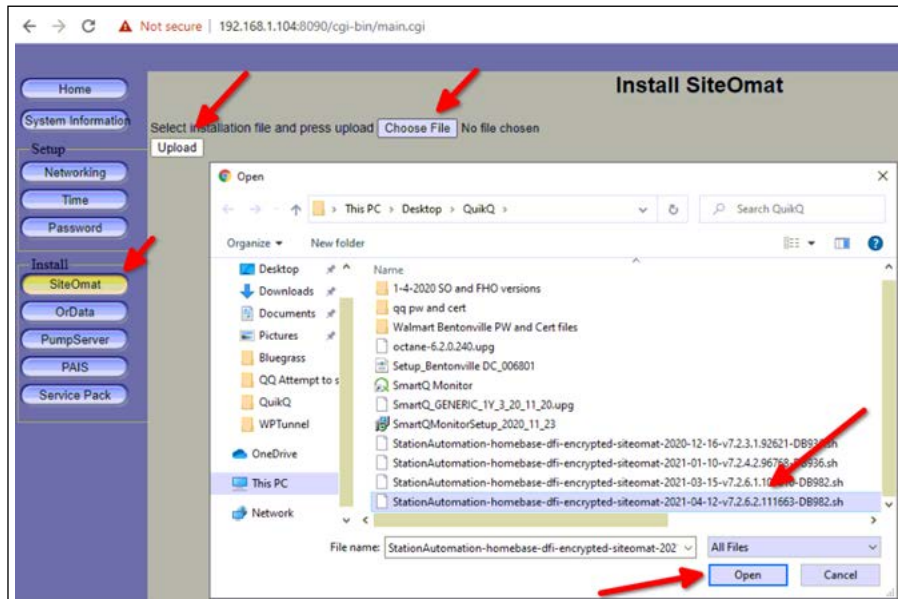 Not secure | 192.168.1.104:8090/cgi-bin/main.cgi
Install SiteOmat
Home
System Information
Select installation file and press upload Choose File No file chosen
Upload
Setup
Networking
Time
Password
Install
SiteOmat
OrData
PumpServer
PAIS
Service Pack
Open
This PC > Desktop > QuikQ >
Search QuikQ
Organize
New folder
Name
Desktop
Downloads
Documents
Pictures
Bluegrass
QQ Attempt to s
QuikQ
WPTunnel
OneDrive
This PC
Network
1-4-2020 SO and FHO versions
qq pw and cert
Walmart Bentonville PW and Cert files
octane-6.2.0.240.upg
Setup_Bentonville DC_006801
SmartQ Monitor
SmartQ_GENERIC_1Y_3_20_11_20.upg
SmartQMonitorSetup_2020_11_23
StationAutomation-homebase-dfi-encrypted-siteomat-2020-12-16-v7.2.3.1.92621-DB936.sh
StationAutomation-homebase-dfi-encrypted-siteomat-2021-01-10-v7.2.4.2.96763-DB936.sh
StationAutomation-homebase-dfi-encrypted-siteomat-2021-03-15-v7.2.6.1. DB982.sh
StationAutomation-homebase-dfi-encrypted-siteomat-2021-04-12-v7.2.6.2.111663-DB982.sh
File name: StationAutomation-homebase-dfi-encrypted-siteomat-202
All Files
Open
Cancel